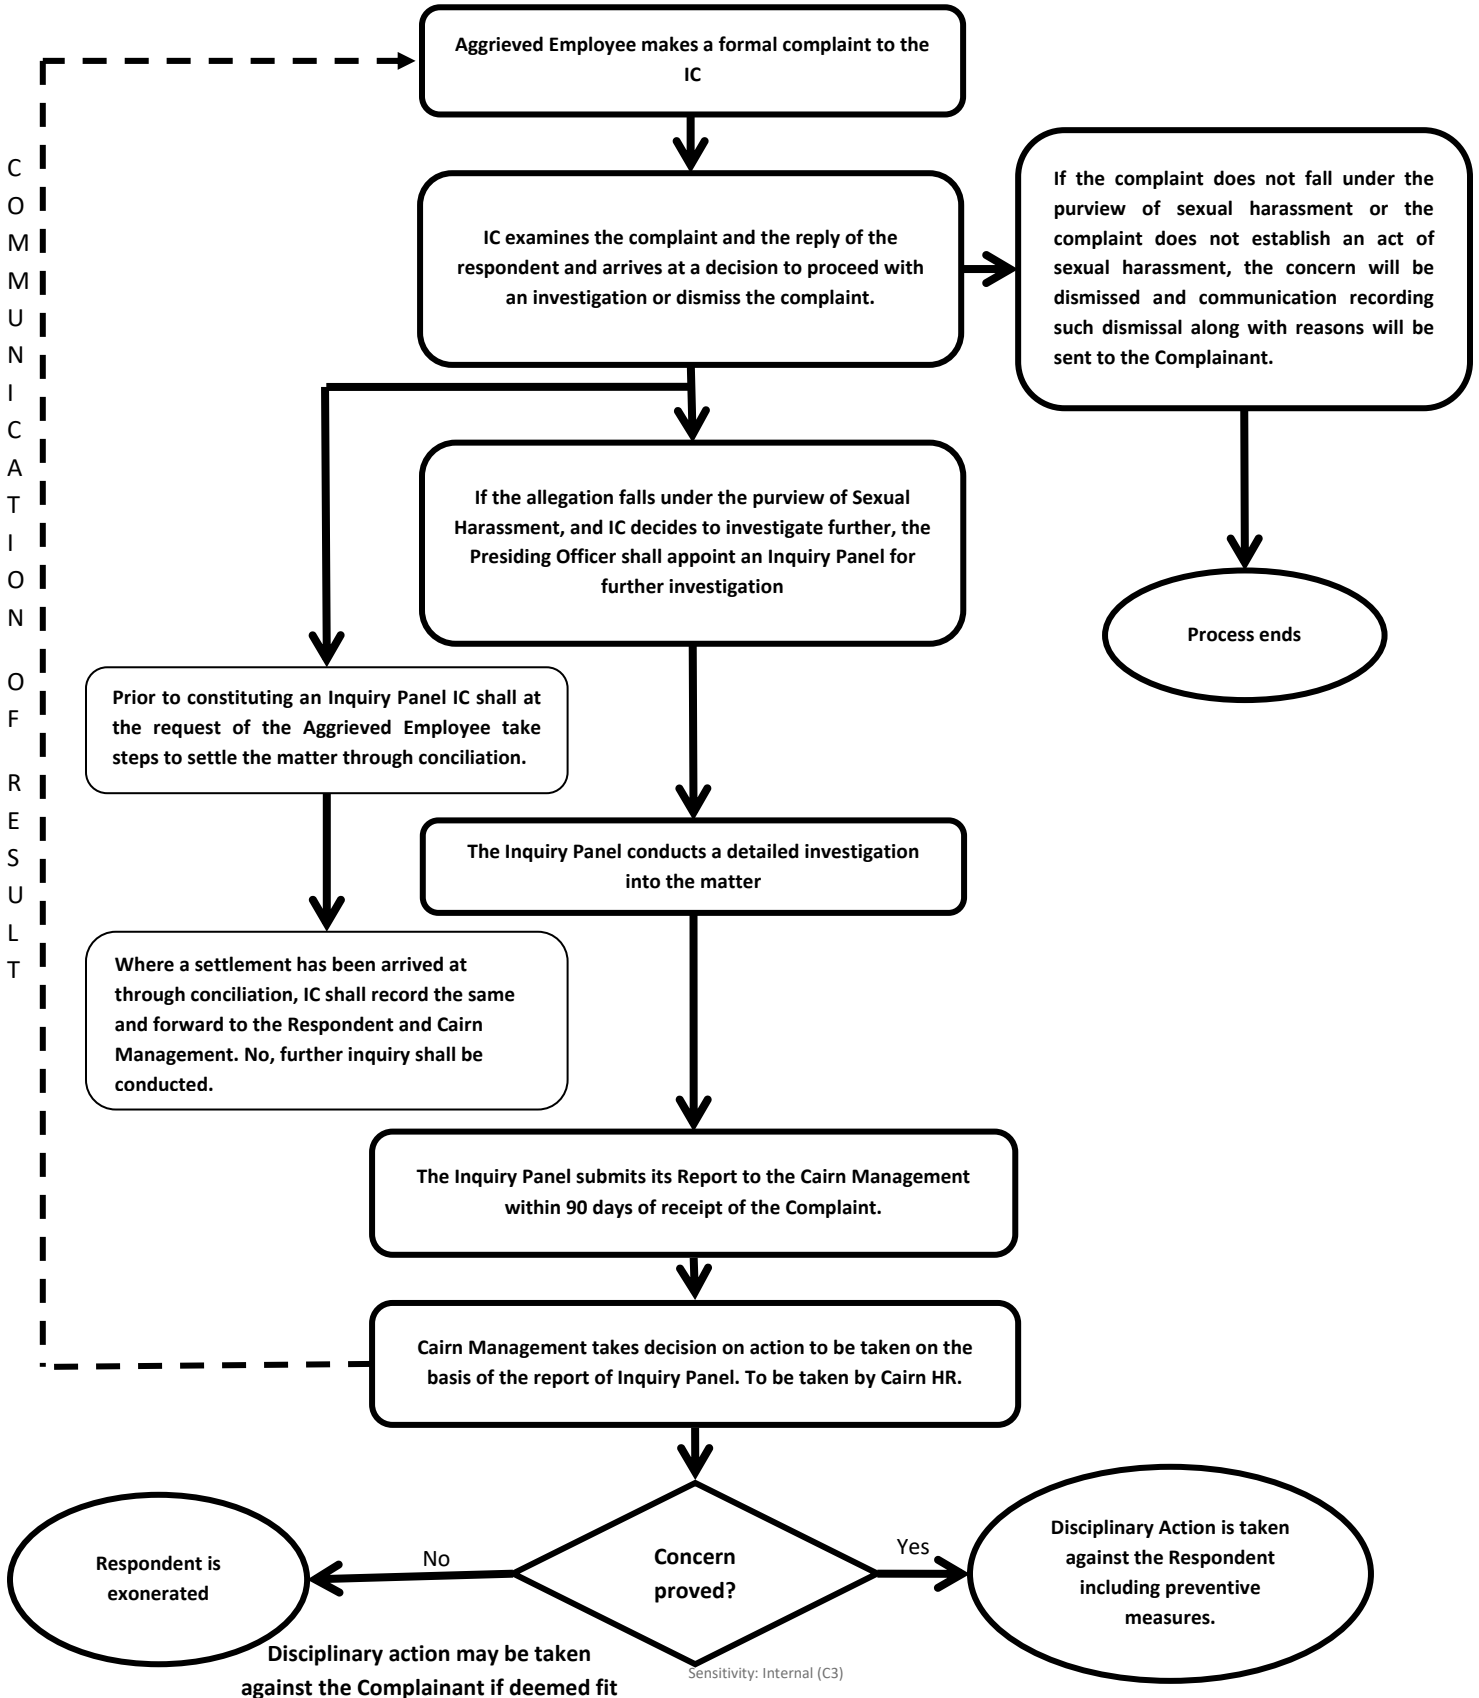 Aggrieved Employee makes a formal complaint to the
IC
C
O
M
M
U
N
I
C
A
T
I
O
N
O
F
R
E
S
U
L
T
IC examines the complaint and the reply of the
respondent and arrives at a decision to proceed with
an investigation or dismiss the complaint.
If the complaint does not fall under the
purview of sexual harassment or the
complaint does not establish an act of
sexual harassment, the concern will be
dismissed and communication recording
such dismissal along with reasons will be
sent to the Complainant.
If the allegation falls under the purview of Sexual
Harassment, and IC decides to investigate further, the
Presiding Officer shall appoint an Inquiry Panel for
further investigation
Process ends
Prior to constituting an Inquiry Panel IC shall at
the request of the Aggrieved Employee take
steps to settle the matter through conciliation.
The Inquiry Panel conducts a detailed investigation
into the matter
Where a settlement has been arrived at
through conciliation, IC shall record the same
and forward to the Respondent and Cairn
Management. No, further inquiry shall be
conducted.
The Inquiry Panel submits its Report to the Cairn Management
within 90 days of receipt of the Complaint.
Cairn Management takes decision on action to be taken on the
basis of the report of Inquiry Panel. To be taken by Cairn HR.
Respondent is
exonerated
No
Concern
proved?
Yes
Disciplinary Action is taken
against the Respondent
including preventive
measures.
Disciplinary action may be taken
against the Complainant if deemed fit
Sensitivity: Internal (C3)